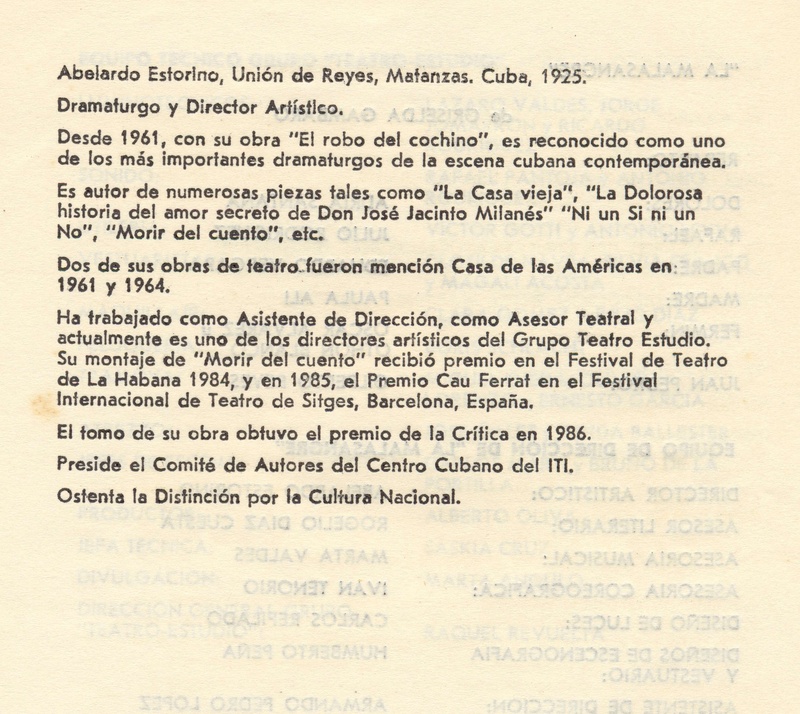 Abelardo Estorino, Unión de Reyes, Matanzas. Cuba, 1925.
Dramaturgo y Director Artístico.
Desde 1961, con su obra "El robo del cochino", es reconocido como uno
de los más importantes dramaturgos de la escena cubana contemporánea.
Es autor de numerosas piezas tales como "La Casa vieja", "La Dolorosa
historia del amor secreto de Don José Jacinto Milanés" "Ni un Si ni un
No", "Morir del cuento", etc.
Dos de sus obras de teatro fueron mención Casa de las Américas en:
1961 y 1964.
Ha trabajado como Asistente de Dirección, como Asesor Teatral y
actualmente es uno de los directores artísticos del Grupo Teatro Estudio.
Su montaje de "Morir del cuento" recibió premio en el Festival de Teatro
de La Habana 1984, y en 1985, el Premio Cau Ferrat en el Festival
Internacional de Teatro de Sitges, Barcelona, España.
El tomo de su obra obtuvo el premio de la Crítica en 1986.
Preside el Comité de Autores del Centro Cubano del ITI.
Ostenta la Distinción por la Cultura Nacional.